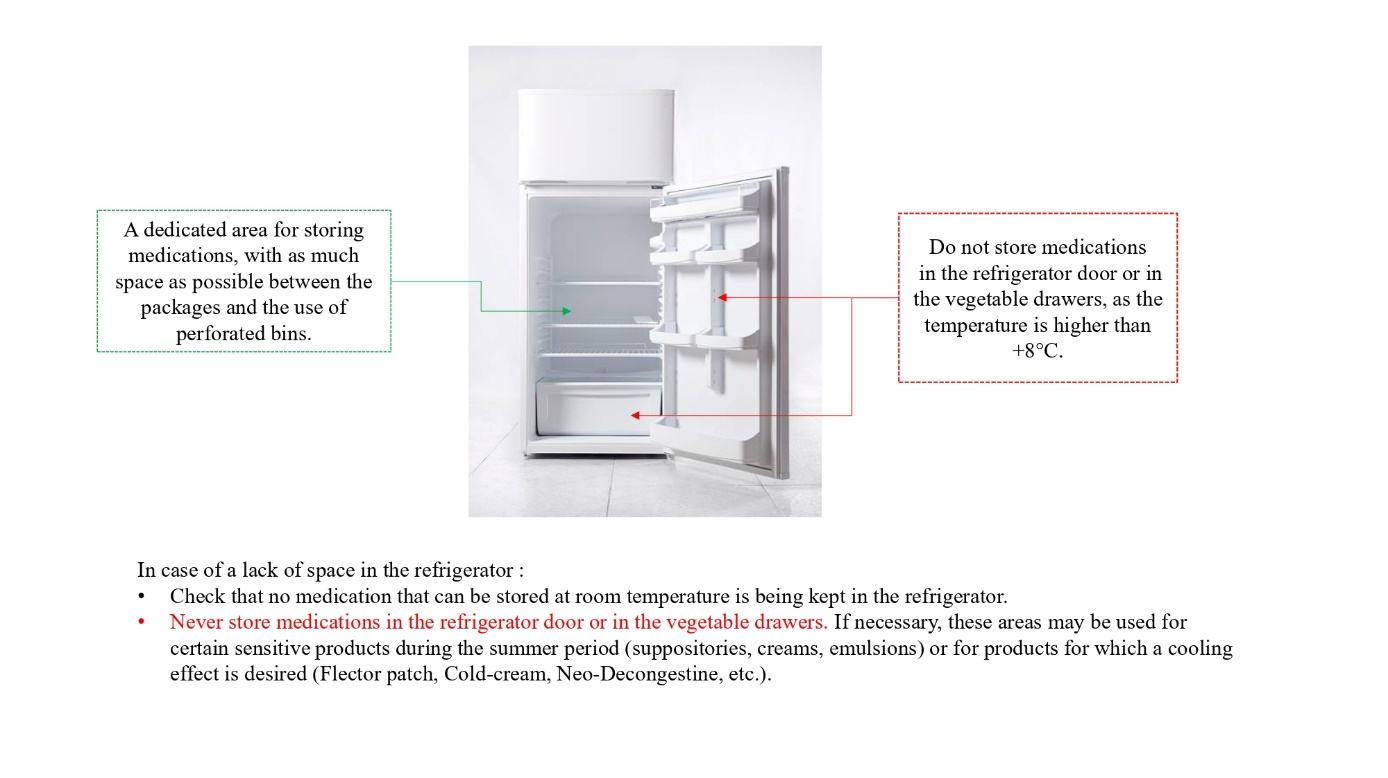 A dedicated area for storing
medications, with as much
space as possible between the
packages and the use of
perforated bins.
Do not store medications
in the refrigerator door or in
the vegetable drawers, as the
temperature is higher than
+8°C.
In case of a lack of space in the refrigerator :
• Check that no medication that can be stored at room temperature is being kept in the refrigerator.
• Never store medications in the refrigerator door or in the vegetable drawers. If necessary, these areas may be used for
certain sensitive products during the summer period (suppositories, creams, emulsions) or for products for which a cooling
effect is desired (Flector patch, Cold-cream, Neo-Decongestine, etc.).